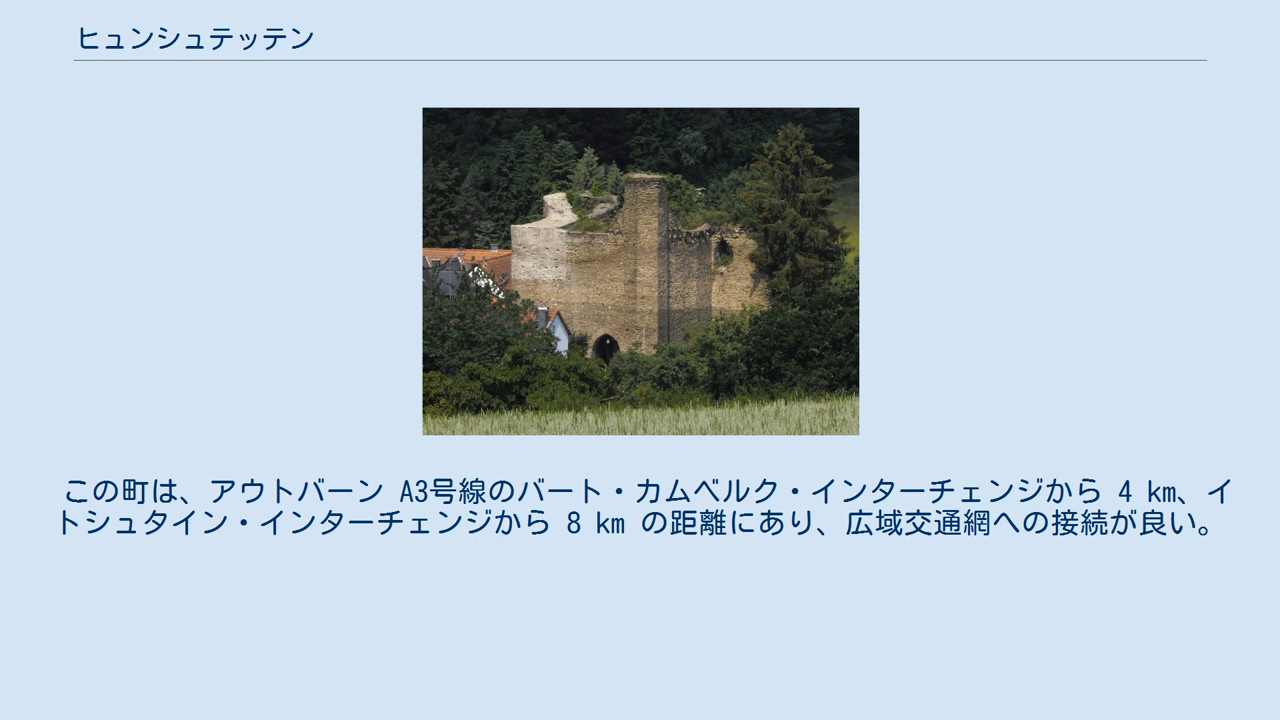 ヒュンシュテッテン
この町は、アウトバーン A3号線のバート・カムベルク・インターチェンジから 4 km、イ
トシュタイン・インターチェンジから 8 km の距離にあり、広域交通網への接続が良い。